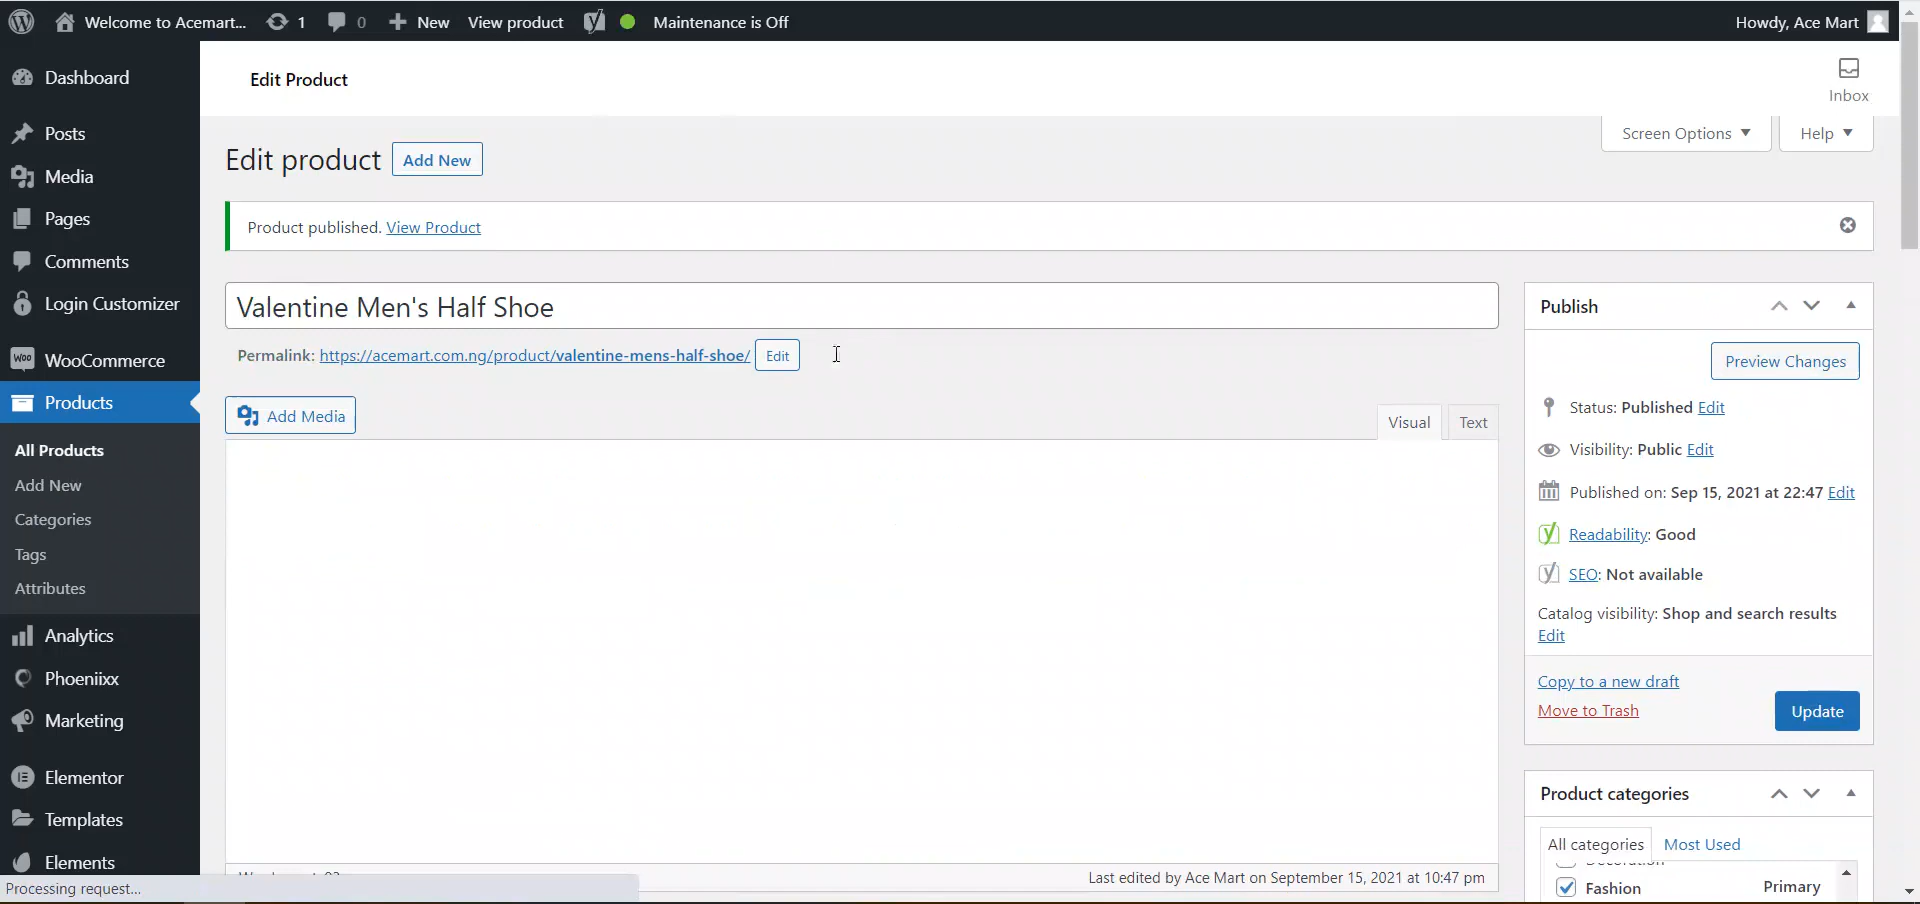 Welcome to Acemart... 1 0 New View product Maintenance is Off Howdy, Ace Mart
Dashboard
Posts
Media
Pages
Comments
Login Customizer
WooCommerce
Products
All Products
Add New
Categories
Tags
Attributes
Analytics
Phoeniixx
Marketing
Elementor
Templates
Elements
Processing request...
Edit Product
Inbox
Screen Options ▼ Help ▼
Edit product Add New
Product published. View Product
Valentine Men's Half Shoe
Permalink: https://acemart.com.ng/product/valentine-mens-half-shoe/ Edit
Add Media
Visual Text
Last edited by Ace Mart on September 15, 2021 at 10:47 pm
Publish
Preview Changes
Status: Published Edit
Visibility: Public Edit
Published on: Sep 15, 2021 at 22:47 Edit
Readability: Good
SEO: Not available
Catalog visibility: Shop and search results
Edit
Copy to a new draft
Move to Trash
Update
Product categories
All categories Most Used
Fashion Primary